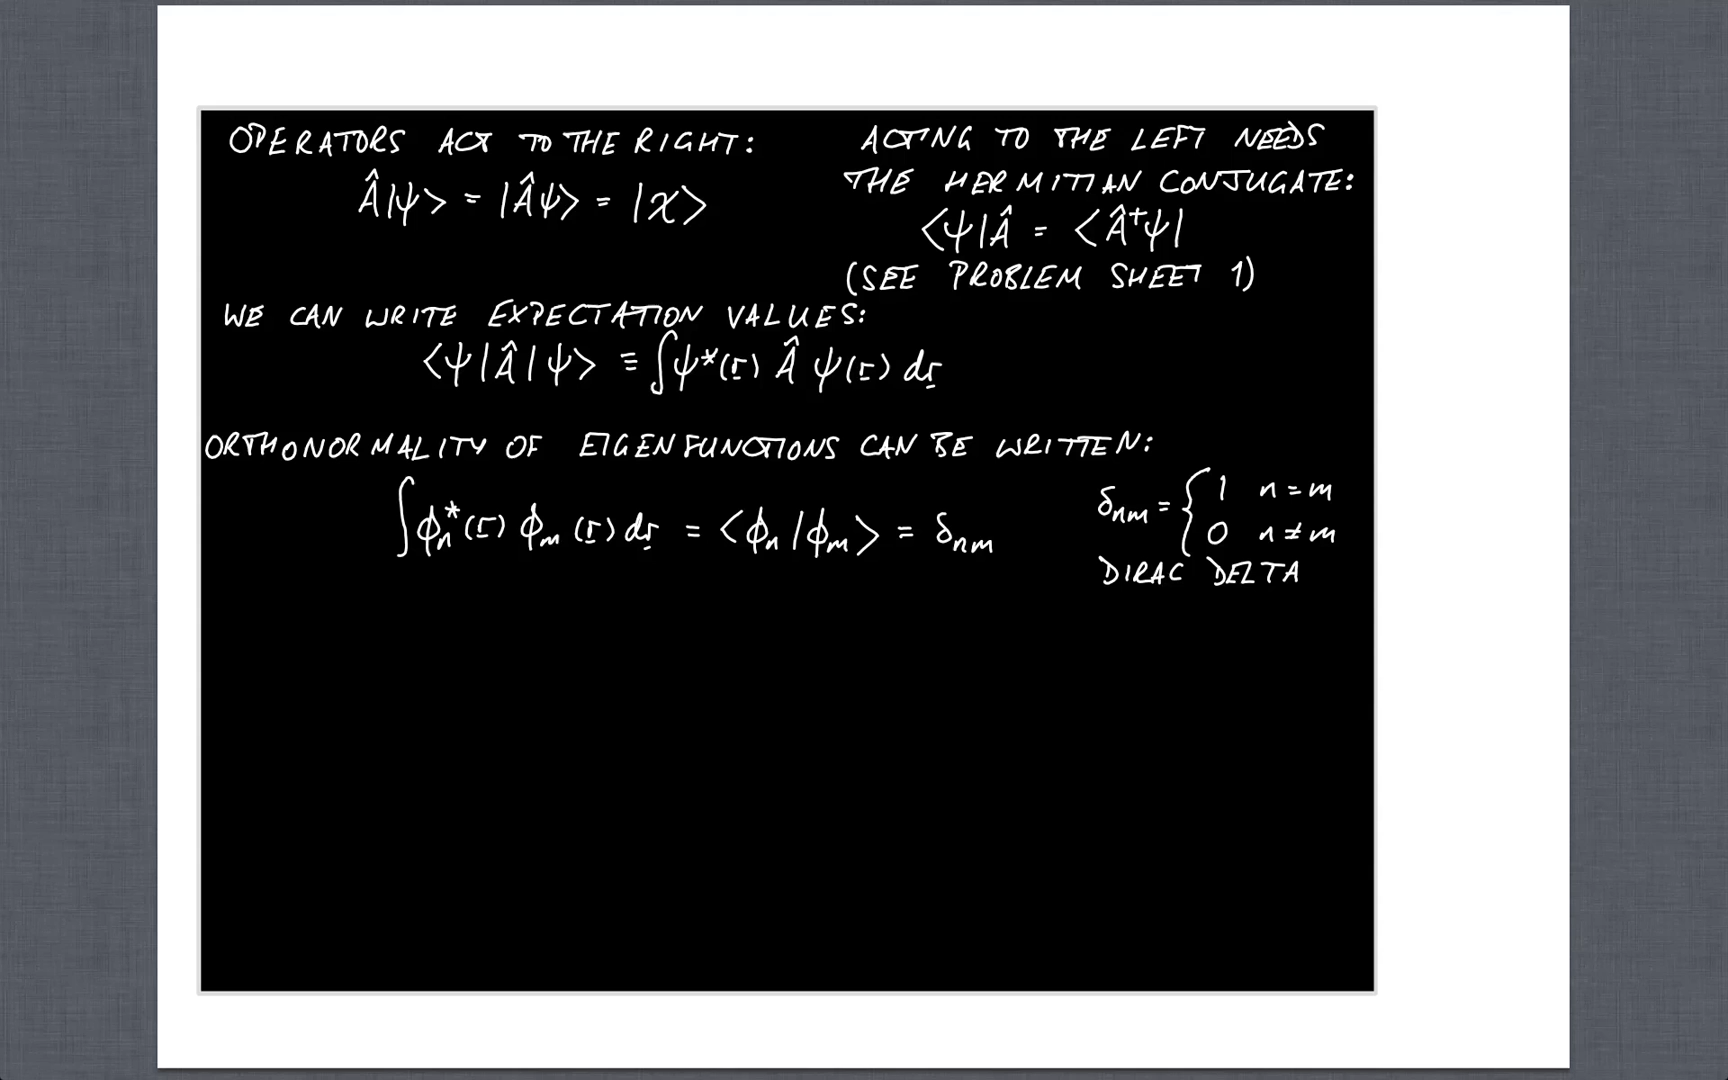 OPERATORS ACT TO THE RIGHT:
Â|ψ> = |Âψ> = |χ>
ACTING TO THE LEFT NEEDS
THE HERMITIAN CONJUGATE:
<ψ|Â = <Â†ψ|
(SEE PROBLEM SHEET 1)
WE CAN WRITE EXPECTATION VALUES:
<ψ|Â|ψ> ≡ ∫ψ*(r) Â ψ(r) dr
ORTHONORMALITY OF EIGENFUNCTIONS CAN BE WRITTEN:
∫ϕₙ*(r) ϕₘ(r) dr = <ϕₙ|ϕₘ> = δₙₘ
δₙₘ = { 1 n = m
0 n ≠ m
DIRAC DELTA